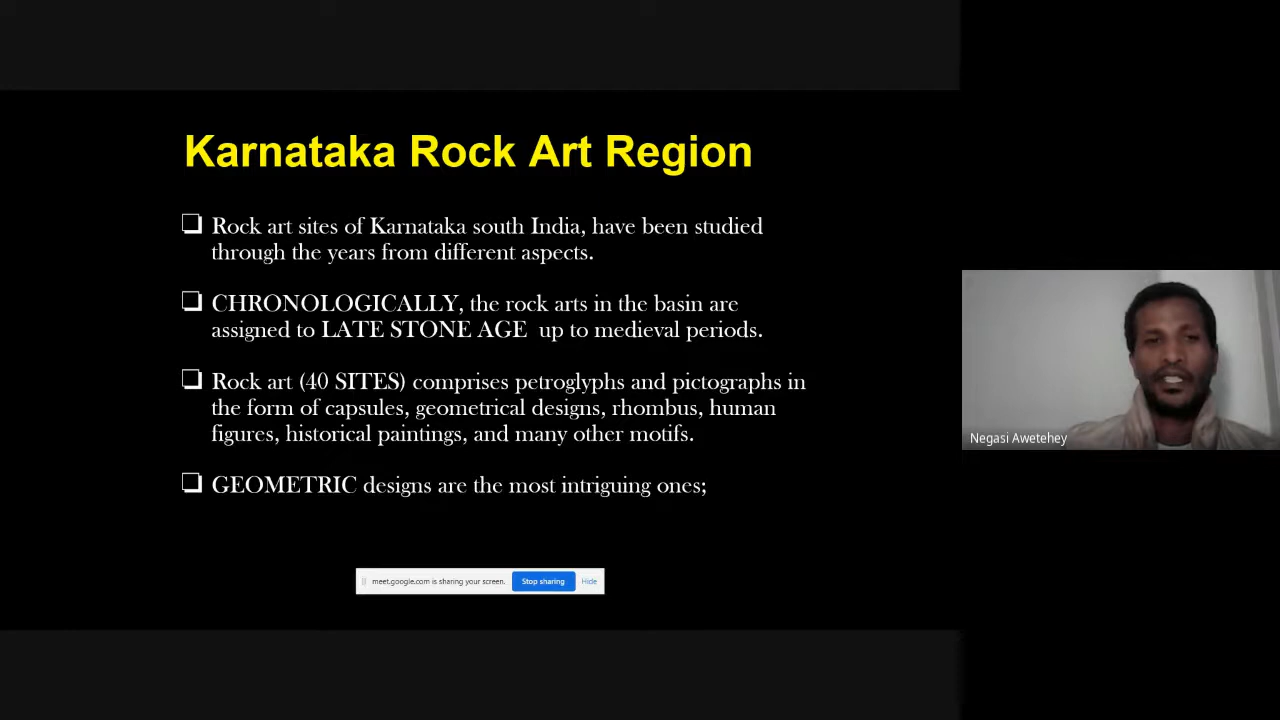 Karnataka Rock Art Region
Rock art sites of Karnataka south India, have been studied
through the years from different aspects.
CHRONOLOGICALLY, the rock arts in the basin are
assigned to LATE STONE AGE up to medieval periods.
Rock art (40 SITES) comprises petroglyphs and pictographs in
the form of capsules, geometrical designs, rhombus, human
figures, historical paintings, and many other motifs.
GEOMETRIC designs are the most intriguing ones;
meet.google.com is sharing your screen. Stop sharing Hide
Negasi Awetehey